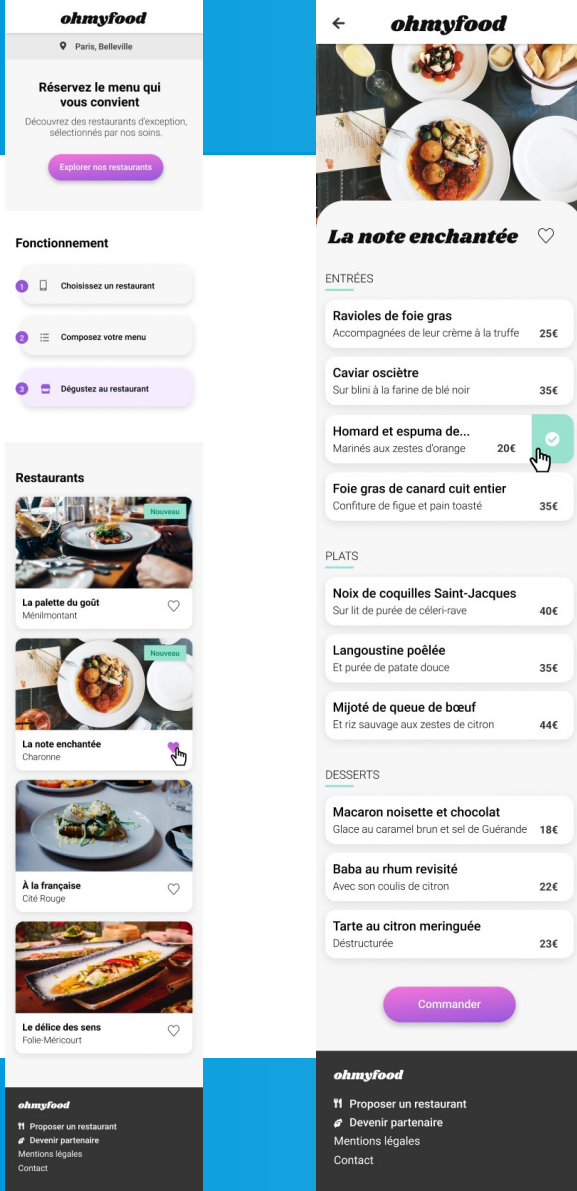 ohmyfood
Paris, Belleville
Réservez le menu qui
vous convient
Découvrez des restaurants d'exception,
sélectionnés par nos soins.
Explorer nos restaurants
Fonctionnement
1 Choisissez un restaurant
2 Composez votre menu
3 Dégustez au restaurant
Restaurants
Nouveau
La palette du goût
Ménilmontant
Nouveau
La note enchantée
Charonne
À la française
Cité Rouge
Le délice des sens
Folie-Méricourt
ohmyfood
Proposer un restaurant
Devenir partenaire
Mentions légales
Contact
ohmyfood
La note enchantée
ENTRÉES
Ravioles de foie gras
Accompagnées de leur crème à la truffe 25€
Caviar osciètre
Sur blini à la farine de blé noir 35€
Homard et espuma de...
Marinés aux zestes d'orange 20€
Foie gras de canard cuit entier
Confiture de figue et pain toasté 35€
PLATS
Noix de coquilles Saint-Jacques
Sur lit de purée de céleri-rave 40€
Langoustine poêlée
Et purée de patate douce 35€
Mijoté de queue de bœuf
Et riz sauvage aux zestes de citron 44€
DESSERTS
Macaron noisette et chocolat
Glace au caramel brun et sel de Guérande 18€
Baba au rhum revisité
Avec son coulis de citron 22€
Tarte au citron meringuée
Déstructurée 23€
Commander
ohmyfood
Proposer un restaurant
Devenir partenaire
Mentions légales
Contact